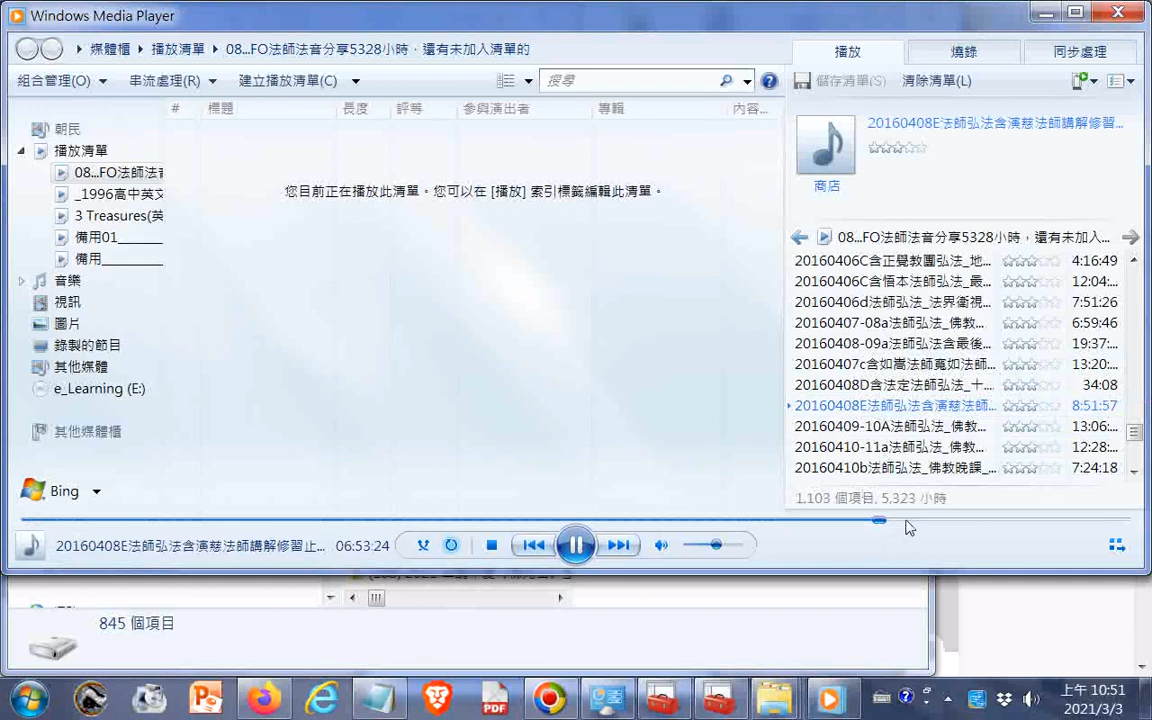 Windows Media Player
媒體櫃 播放清單 08...FO法師法音分享5328小時，還有未加入清單的
播放 燒錄 同步處理
組合管理(O) 串流處理(R) 建立播放清單(C) 搜尋
儲存清單(S) 清除清單(L)
# 標題 長度 評等 參與演出者 專輯 內容...
朝民
播放清單
08...FO法師法音
_1996高中英文
3 Treasures(英
備用01________
備用_________
音樂
視訊
圖片
錄製的節目
其他媒體
e_Learning (E:)
其他媒體櫃
Bing
您目前正在播放此清單。您可以在 [播放] 索引標籤編輯此清單。
20160408E法師弘法含演慈法師講解修習...
商店
08...FO法師法音分享5328小時，還有未加入...
20160406C含正覺教團弘法_地... 4:16:49
20160406C含悟本法師弘法_最... 12:04:...
20160406d法師弘法_法界衛視... 7:51:26
20160407-08a法師弘法_佛教... 6:59:46
20160408-09a法師弘法含最後... 19:37:...
20160407c含如嵩法師竟如法師... 13:20:...
20160408D含法定法師弘法_十... 34:08
20160408E法師弘法含演慈法師... 8:51:57
20160409-10A法師弘法_佛教... 13:06:...
20160410-11a法師弘法_佛教... 12:28:...
20160410b法師弘法_佛教晚課_... 7:24:18
1,103 個項目, 5,323 小時
20160408E法師弘法含演慈法師講解修習止... 06:53:24
845 個項目
PDF
上午 10:51
2021/3/3